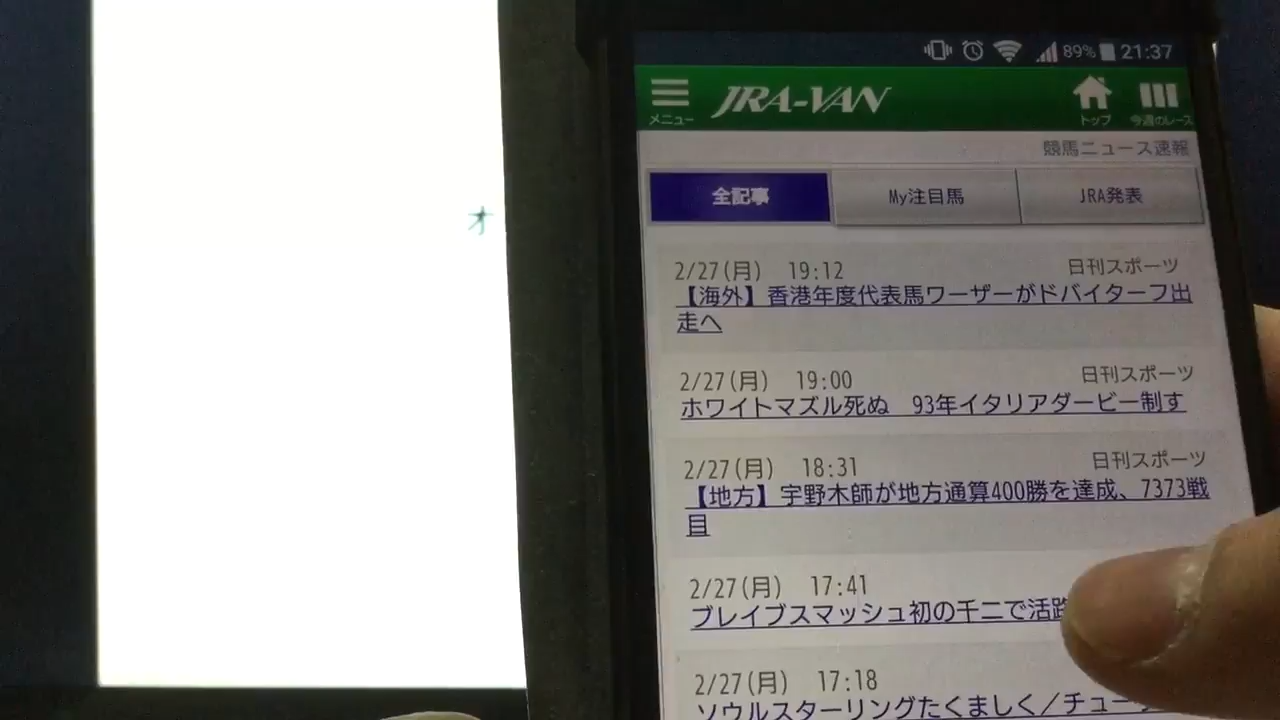 オ
89% 21:37
メニュー JRA-VAN トップ 今週のレース
競馬ニュース速報
全記事 My注目馬 JRA発表
2/27(月) 19:12 日刊スポーツ
【海外】香港年度代表馬ワーザーがドバイターフ出
走へ
2/27(月) 19:00 日刊スポーツ
ホワイトマズル死ぬ 93年イタリアダービー制す
2/27(月) 18:31 日刊スポーツ
【地方】宇野木師が地方通算400勝を達成、7373戦
目
2/27(月) 17:41
ブレイブスマッシュ初の千二で活路
2/27(月) 17:18
ソウルスターリングたくましく/チュー